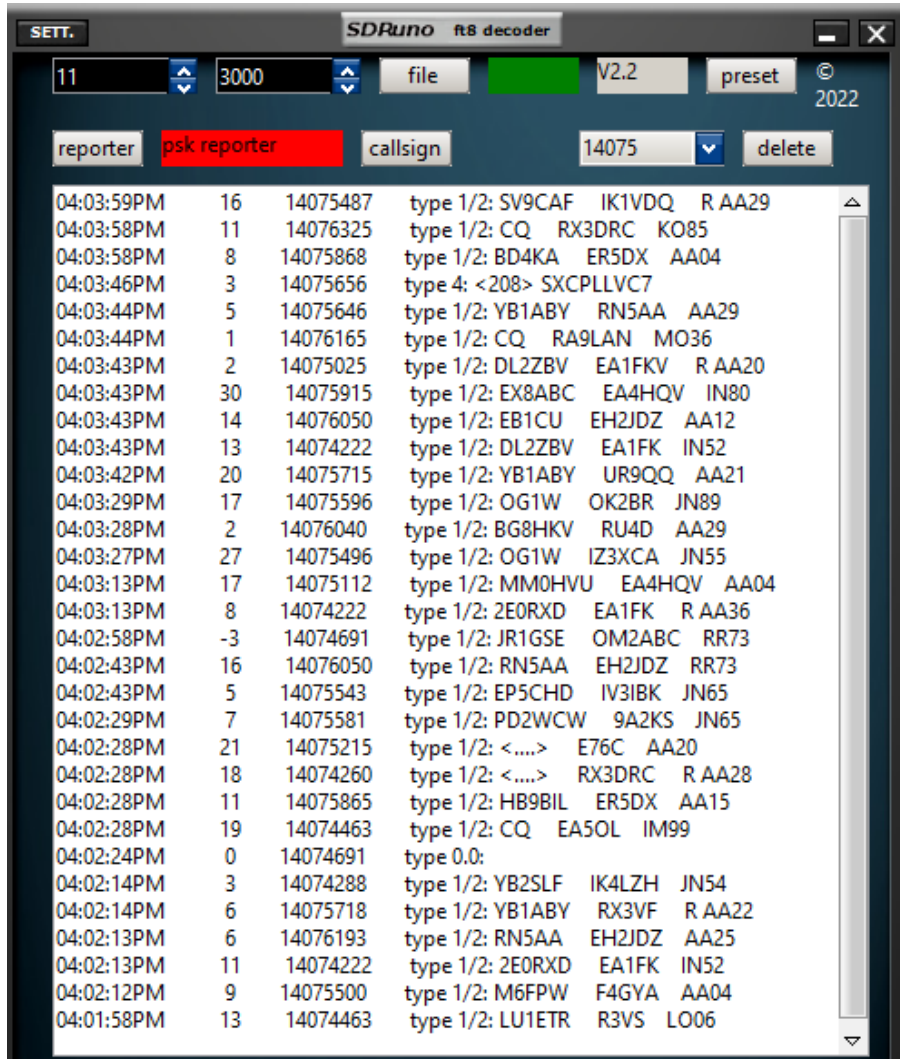 SETT. SDRuno ft8 decoder
11 3000 file V2.2 preset © 2022
reporter psk reporter callsign 14075 delete
04:03:59PM 16 14075487 type 1/2: SV9CAF IK1VDQ R AA29
04:03:58PM 11 14076325 type 1/2: CQ RX3DRC KO85
04:03:58PM 8 14075868 type 1/2: BD4KA ER5DX AA04
04:03:46PM 3 14075656 type 4: <208> SXCPLLVC7
04:03:44PM 5 14075646 type 1/2: YB1ABY RN5AA AA29
04:03:44PM 1 14076165 type 1/2: CQ RA9LAN MO36
04:03:43PM 2 14075025 type 1/2: DL2ZBV EA1FKV R AA20
04:03:43PM 30 14075915 type 1/2: EX8ABC EA4HQV IN80
04:03:43PM 14 14076050 type 1/2: EB1CU EH2JDZ AA12
04:03:43PM 13 14074222 type 1/2: DL2ZBV EA1FK IN52
04:03:42PM 20 14075715 type 1/2: YB1ABY UR9QQ AA21
04:03:29PM 17 14075596 type 1/2: OG1W OK2BR JN89
04:03:28PM 2 14076040 type 1/2: BG8HKV RU4D AA29
04:03:27PM 27 14075496 type 1/2: OG1W IZ3XCA JN55
04:03:13PM 17 14075112 type 1/2: MM0HVU EA4HQV AA04
04:03:13PM 8 14074222 type 1/2: 2E0RXD EA1FK R AA36
04:02:58PM -3 14074691 type 1/2: JR1GSE OM2ABC RR73
04:02:43PM 16 14076050 type 1/2: RN5AA EH2JDZ RR73
04:02:43PM 5 14075543 type 1/2: EP5CHD IV3IBK JN65
04:02:29PM 7 14075581 type 1/2: PD2WCW 9A2KS JN65
04:02:28PM 21 14075215 type 1/2: <....> E76C AA20
04:02:28PM 18 14074260 type 1/2: <....> RX3DRC R AA28
04:02:28PM 11 14075865 type 1/2: HB9BIL ER5DX AA15
04:02:28PM 19 14074463 type 1/2: CQ EA5OL IM99
04:02:24PM 0 14074691 type 0.0:
04:02:14PM 3 14074288 type 1/2: YB2SLF IK4LZH JN54
04:02:14PM 6 14075718 type 1/2: YB1ABY RX3VF R AA22
04:02:13PM 6 14076193 type 1/2: RN5AA EH2JDZ AA25
04:02:13PM 11 14074222 type 1/2: 2E0RXD EA1FK IN52
04:02:12PM 9 14075500 type 1/2: M6FPW F4GYA AA04
04:01:58PM 13 14074463 type 1/2: LU1ETR R3VS LO06